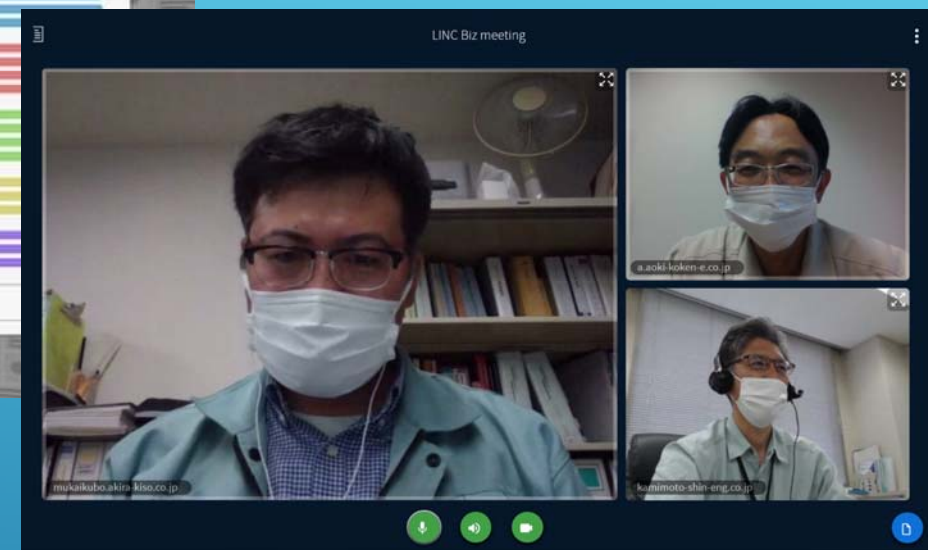 LINC Biz meeting
a.aoki-koken-e.co.jp
mukaikubo.akira-kiso.co.jp
kamimoto-shin-eng.co.jp